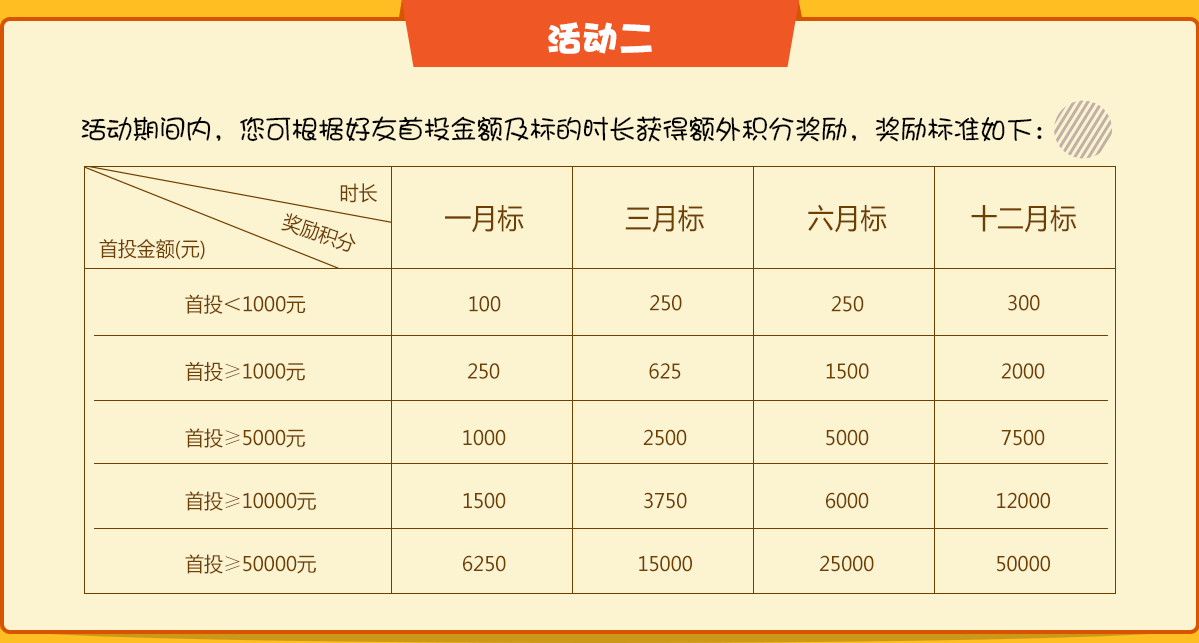 活动二
活动期间内，您可根据好友首投金额及标的时长获得额外积分奖励，奖励标准如下：
时长
奖励积分
首投金额(元)
一月标 三月标 六月标 十二月标
首投＜1000元 100 250 250 300
首投≥1000元 250 625 1500 2000
首投≥5000元 1000 2500 5000 7500
首投≥10000元 1500 3750 6000 12000
首投≥50000元 6250 15000 25000 50000